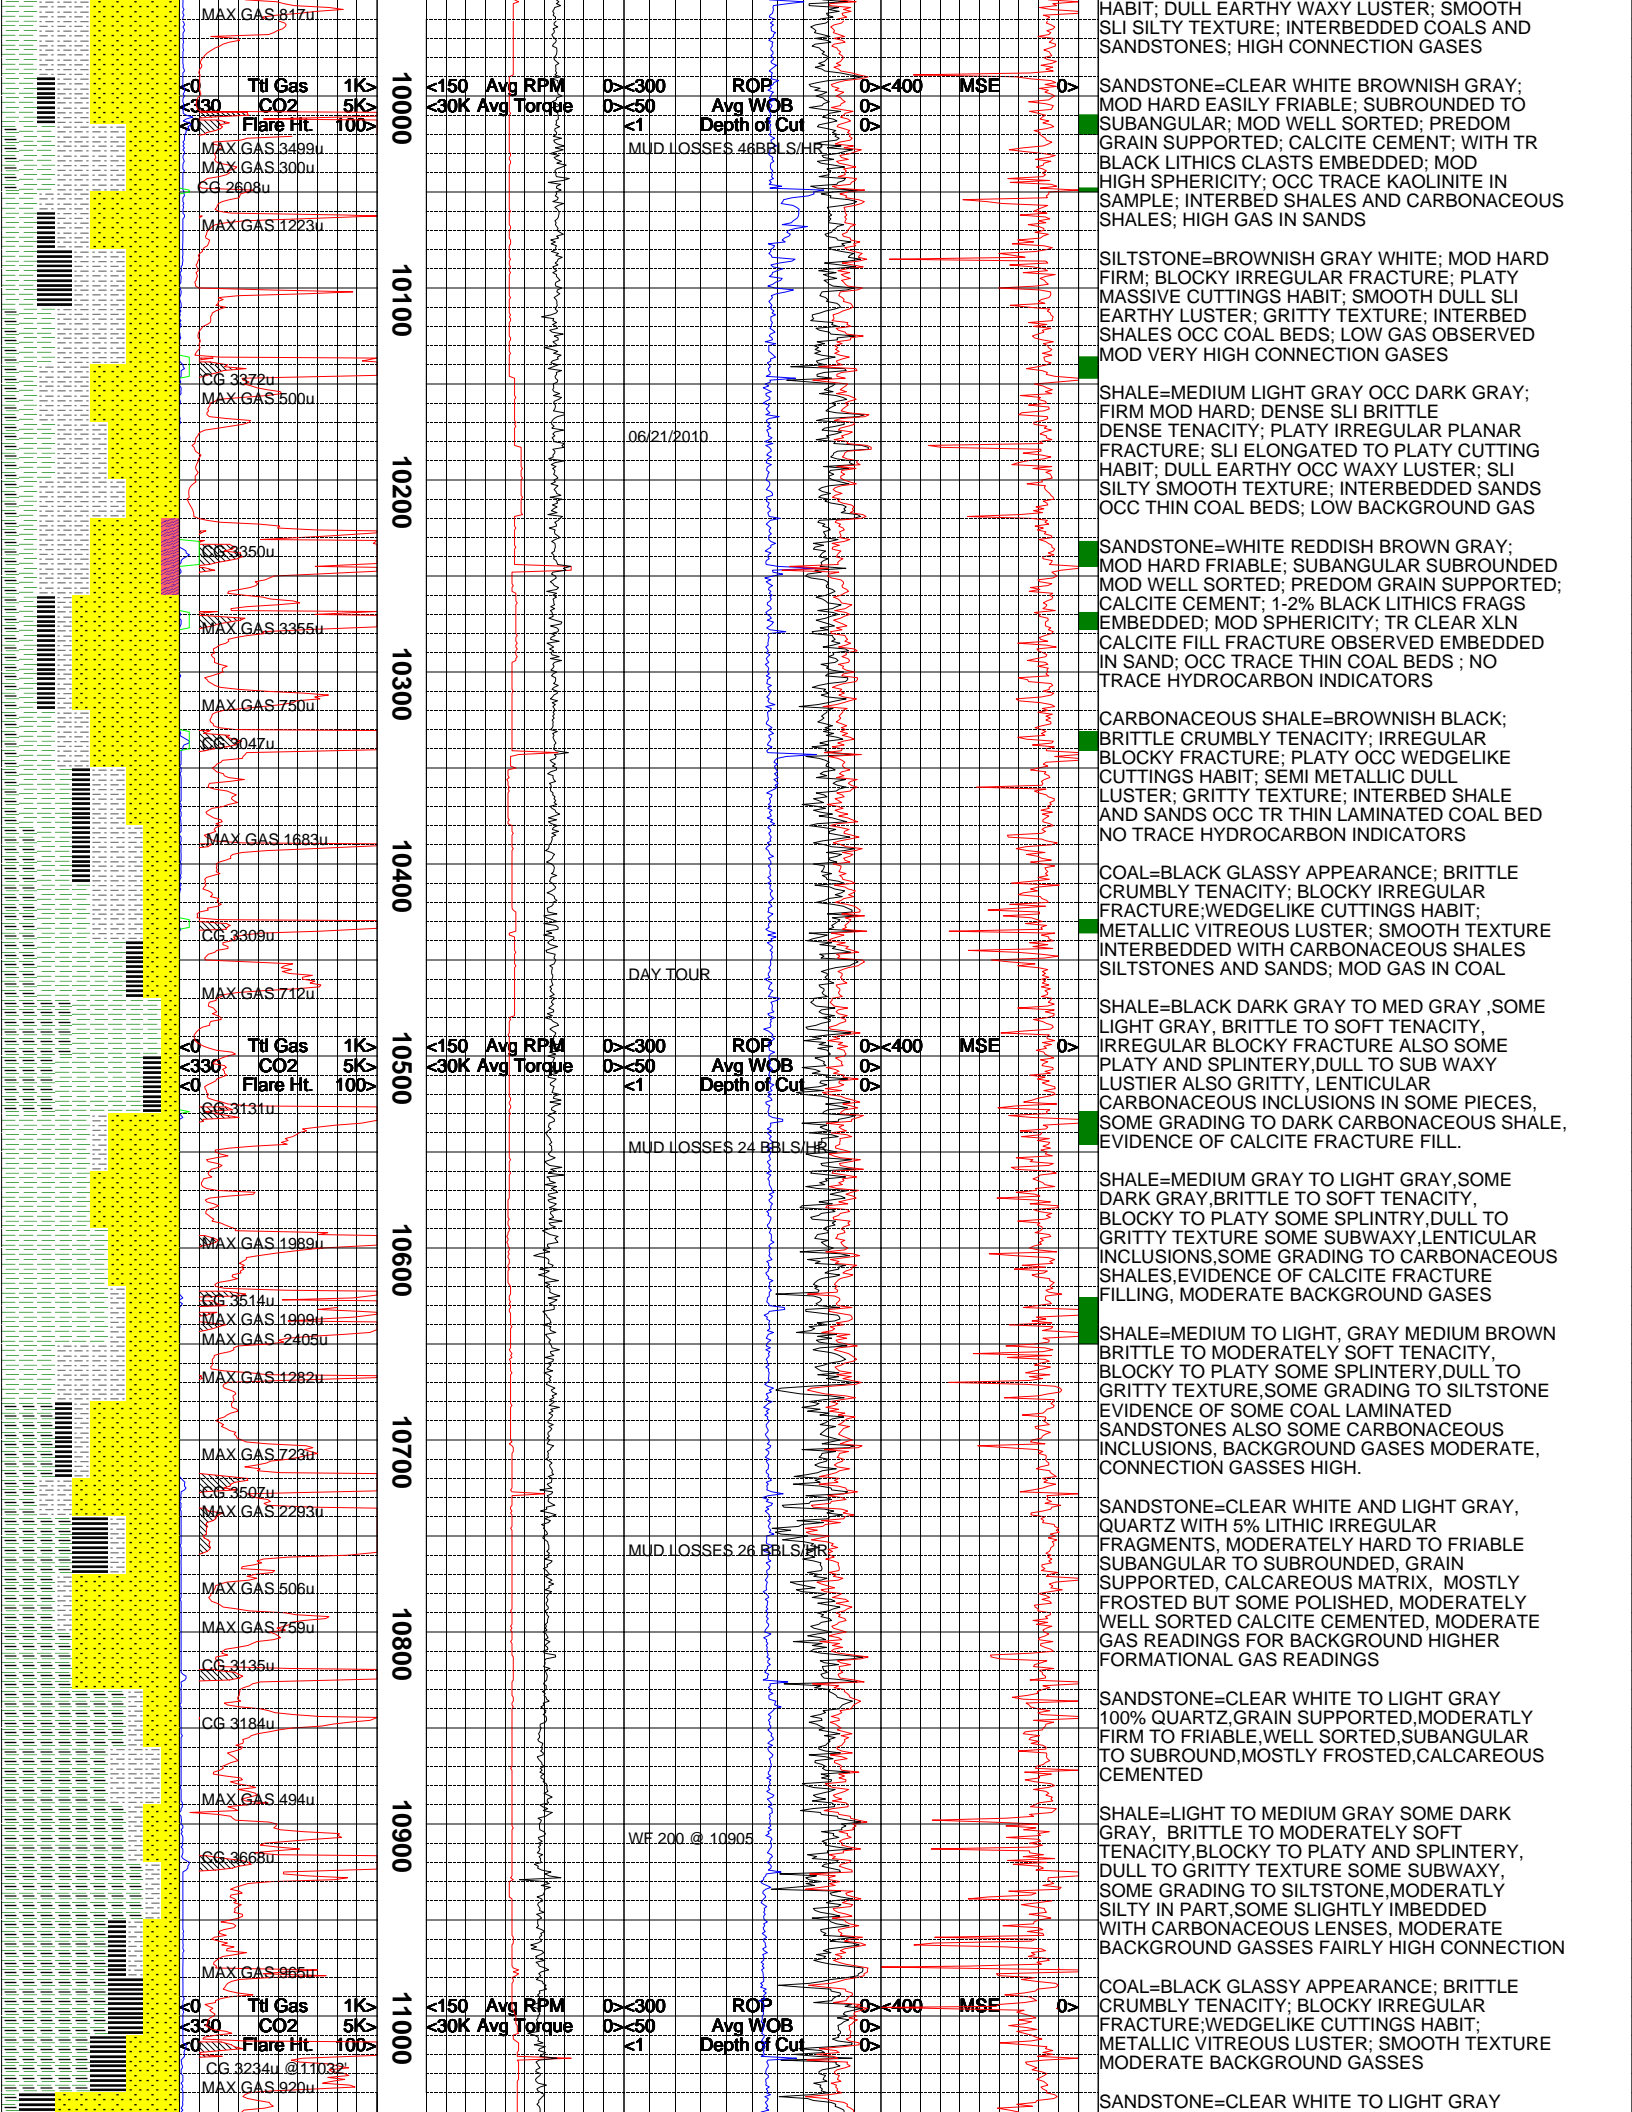 MAX GAS 817u
<0 Ttl Gas 1K> <150 Avg RPM 0><300 ROP 0><400 MSE 0>
<330 CO2 5K> <30K Avg Torque 0><50 Avg WOB 0>
<0 Flare Ht. 100> <1 Depth of Cut 0>
10000
MAX GAS 3499u
MUD LOSSES 46BBLS/HR
MAX GAS 300u
CG 2608u
MAX GAS 1223u
10100
CG 3372u
MAX GAS 500u
06/21/2010
10200
CG 3350u
MAX GAS 3355u
10300
MAX GAS 750u
CG 3047u
MAX GAS 1683u
10400
CG 3309u
DAY TOUR
MAX GAS 712u
<0 Ttl Gas 1K> <150 Avg RPM 0><300 ROP 0><400 MSE 0>
<330 CO2 5K> <30K Avg Torque 0><50 Avg WOB 0>
<0 Flare Ht. 100> <1 Depth of Cut 0>
10500
CG 3131u
MUD LOSSES 24 BBLS/HR
10600
MAX GAS 1989u
CG 3514u
MAX GAS 1909u
MAX GAS 2405u
MAX GAS 1282u
10700
MAX GAS 723u
CG 3507u
MAX GAS 2293u
MUD LOSSES 26 BBLS/HR
MAX GAS 506u
10800
MAX GAS 759u
CG 3135u
CG 3184u
MAX GAS 494u
10900
WF 200 @ 10905
CG 3668u
MAX GAS 965u
<0 Ttl Gas 1K> <150 Avg RPM 0><300 ROP 0><400 MSE 0>
<330 CO2 5K> <30K Avg Torque 0><50 Avg WOB 0>
<0 Flare Ht. 100> <1 Depth of Cut 0>
11000
CG 3234u @11032'
MAX GAS 920u
HABIT; DULL EARTHY WAXY LUSTER; SMOOTH
SLI SILTY TEXTURE; INTERBEDDED COALS AND
SANDSTONES; HIGH CONNECTION GASES
SANDSTONE=CLEAR WHITE BROWNISH GRAY;
MOD HARD EASILY FRIABLE; SUBROUNDED TO
SUBANGULAR; MOD WELL SORTED; PREDOM
GRAIN SUPPORTED; CALCITE CEMENT; WITH TR
BLACK LITHICS CLASTS EMBEDDED; MOD
HIGH SPHERICITY; OCC TRACE KAOLINITE IN
SAMPLE; INTERBED SHALES AND CARBONACEOUS
SHALES; HIGH GAS IN SANDS
SILTSTONE=BROWNISH GRAY WHITE; MOD HARD
FIRM; BLOCKY IRREGULAR FRACTURE; PLATY
MASSIVE CUTTINGS HABIT; SMOOTH DULL SLI
EARTHY LUSTER; GRITTY TEXTURE; INTERBED
SHALES OCC COAL BEDS; LOW GAS OBSERVED
MOD VERY HIGH CONNECTION GASES
SHALE=MEDIUM LIGHT GRAY OCC DARK GRAY;
FIRM MOD HARD; DENSE SLI BRITTLE
DENSE TENACITY; PLATY IRREGULAR PLANAR
FRACTURE; SLI ELONGATED TO PLATY CUTTING
HABIT; DULL EARTHY OCC WAXY LUSTER; SLI
SILTY SMOOTH TEXTURE; INTERBEDDED SANDS
OCC THIN COAL BEDS; LOW BACKGROUND GAS
SANDSTONE=WHITE REDDISH BROWN GRAY;
MOD HARD FRIABLE; SUBANGULAR SUBROUNDED
MOD WELL SORTED; PREDOM GRAIN SUPPORTED;
CALCITE CEMENT; 1-2% BLACK LITHICS FRAGS
EMBEDDED; MOD SPHERICITY; TR CLEAR XLN
CALCITE FILL FRACTURE OBSERVED EMBEDDED
IN SAND; OCC TRACE THIN COAL BEDS ; NO
TRACE HYDROCARBON INDICATORS
CARBONACEOUS SHALE=BROWNISH BLACK;
BRITTLE CRUMBLY TENACITY; IRREGULAR
BLOCKY FRACTURE; PLATY OCC WEDGELIKE
CUTTINGS HABIT; SEMI METALLIC DULL
LUSTER; GRITTY TEXTURE; INTERBED SHALE
AND SANDS OCC TR THIN LAMINATED COAL BED
NO TRACE HYDROCARBON INDICATORS
COAL=BLACK GLASSY APPEARANCE; BRITTLE
CRUMBLY TENACITY; BLOCKY IRREGULAR
FRACTURE;WEDGELIKE CUTTINGS HABIT;
METALLIC VITREOUS LUSTER; SMOOTH TEXTURE
INTERBEDDED WITH CARBONACEOUS SHALES
SILTSTONES AND SANDS; MOD GAS IN COAL
SHALE=BLACK DARK GRAY TO MED GRAY ,SOME
LIGHT GRAY, BRITTLE TO SOFT TENACITY,
IRREGULAR BLOCKY FRACTURE ALSO SOME
PLATY AND SPLINTERY,DULL TO SUB WAXY
LUSTIER ALSO GRITTY, LENTICULAR
CARBONACEOUS INCLUSIONS IN SOME PIECES,
SOME GRADING TO DARK CARBONACEOUS SHALE,
EVIDENCE OF CALCITE FRACTURE FILL.
SHALE=MEDIUM GRAY TO LIGHT GRAY,SOME
DARK GRAY,BRITTLE TO SOFT TENACITY,
BLOCKY TO PLATY SOME SPLINTRY,DULL TO
GRITTY TEXTURE SOME SUBWAXY,LENTICULAR
INCLUSIONS,SOME GRADING TO CARBONACEOUS
SHALES,EVIDENCE OF CALCITE FRACTURE
FILLING, MODERATE BACKGROUND GASES
SHALE=MEDIUM TO LIGHT, GRAY MEDIUM BROWN
BRITTLE TO MODERATELY SOFT TENACITY,
BLOCKY TO PLATY SOME SPLINTERY,DULL TO
GRITTY TEXTURE,SOME GRADING TO SILTSTONE
EVIDENCE OF SOME COAL LAMINATED
SANDSTONES ALSO SOME CARBONACEOUS
INCLUSIONS, BACKGROUND GASES MODERATE,
CONNECTION GASSES HIGH.
SANDSTONE=CLEAR WHITE AND LIGHT GRAY,
QUARTZ WITH 5% LITHIC IRREGULAR
FRAGMENTS, MODERATELY HARD TO FRIABLE
SUBANGULAR TO SUBROUNDED, GRAIN
SUPPORTED, CALCAREOUS MATRIX, MOSTLY
FROSTED BUT SOME POLISHED, MODERATELY
WELL SORTED CALCITE CEMENTED, MODERATE
GAS READINGS FOR BACKGROUND HIGHER
FORMATIONAL GAS READINGS
SANDSTONE=CLEAR WHITE TO LIGHT GRAY
100% QUARTZ,GRAIN SUPPORTED,MODERATLY
FIRM TO FRIABLE,WELL SORTED,SUBANGULAR
TO SUBROUND,MOSTLY FROSTED,CALCAREOUS
CEMENTED
SHALE=LIGHT TO MEDIUM GRAY SOME DARK
GRAY, BRITTLE TO MODERATELY SOFT
TENACITY,BLOCKY TO PLATY AND SPLINTERY,
DULL TO GRITTY TEXTURE SOME SUBWAXY,
SOME GRADING TO SILTSTONE,MODERATLY
SILTY IN PART,SOME SLIGHTLY IMBEDDED
WITH CARBONACEOUS LENSES, MODERATE
BACKGROUND GASSES FAIRLY HIGH CONNECTION
COAL=BLACK GLASSY APPEARANCE; BRITTLE
CRUMBLY TENACITY; BLOCKY IRREGULAR
FRACTURE;WEDGELIKE CUTTINGS HABIT;
METALLIC VITREOUS LUSTER; SMOOTH TEXTURE
MODERATE BACKGROUND GASSES
SANDSTONE=CLEAR WHITE TO LIGHT GRAY